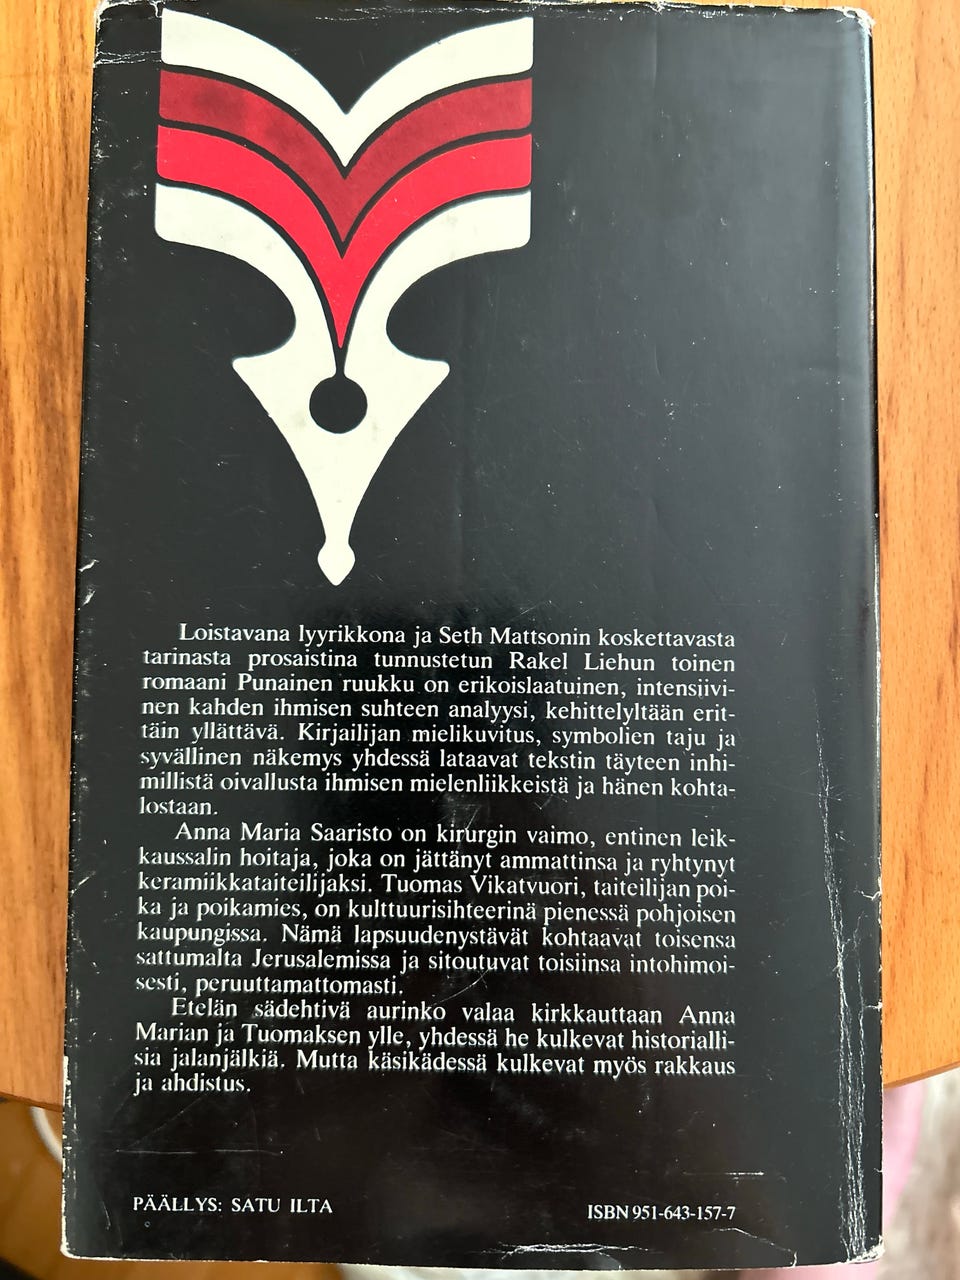 Loistavana lyyrikkona ja Seth Mattsonin koskettavasta
tarinasta prosaistina tunnustetun Rakel Liehun toinen
romaani Punainen ruukku on erikoislaatuinen, intensiivi-
nen kahden ihmisen suhteen analyysi, kehittelyltään erit-
täin yllättävä. Kirjailijan mielikuvitus, symbolien taju ja
syvällinen näkemys yhdessä lataavat tekstin täyteen inhi-
millistä oivallusta ihmisen mielenliikkeistä ja hänen kohta-
lostaan.
Anna Maria Saaristo on kirurgin vaimo, entinen leik-
kaussalin hoitaja, joka on jättänyt ammattinsa ja ryhtynyt
keramiikkataiteilijaksi. Tuomas Vikatvuori, taiteilijan poi-
ka ja poikamies, on kulttuurisihteerinä pienessä pohjoisen
kaupungissa. Nämä lapsuudenystävät kohtaavat toisensa
sattumalta Jerusalemissa ja sitoutuvat toisiinsa intohimoi-
sesti, peruuttamattomasti.
Etelän sädehtivä aurinko valaa kirkkauttaan Anna
Marian ja Tuomaksen ylle, yhdessä he kulkevat historialli-
sia jalanjälkiä. Mutta käsikädessä kulkevat myös rakkaus
ja ahdistus.
PÄÄLLYS: SATU ILTA
ISBN 951-643-157-7